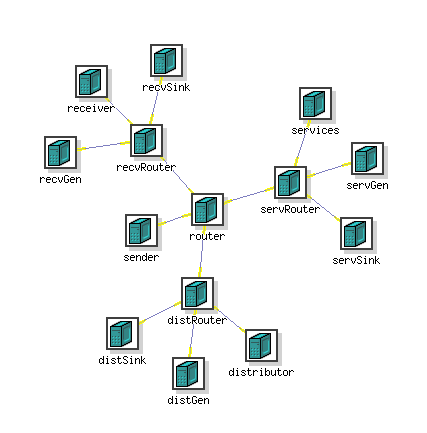 recvSink
receiver
services
recvRouter
recvGen
servGen
servRouter
router
sender
servSink
distRouter
distSink
distributor
distGen